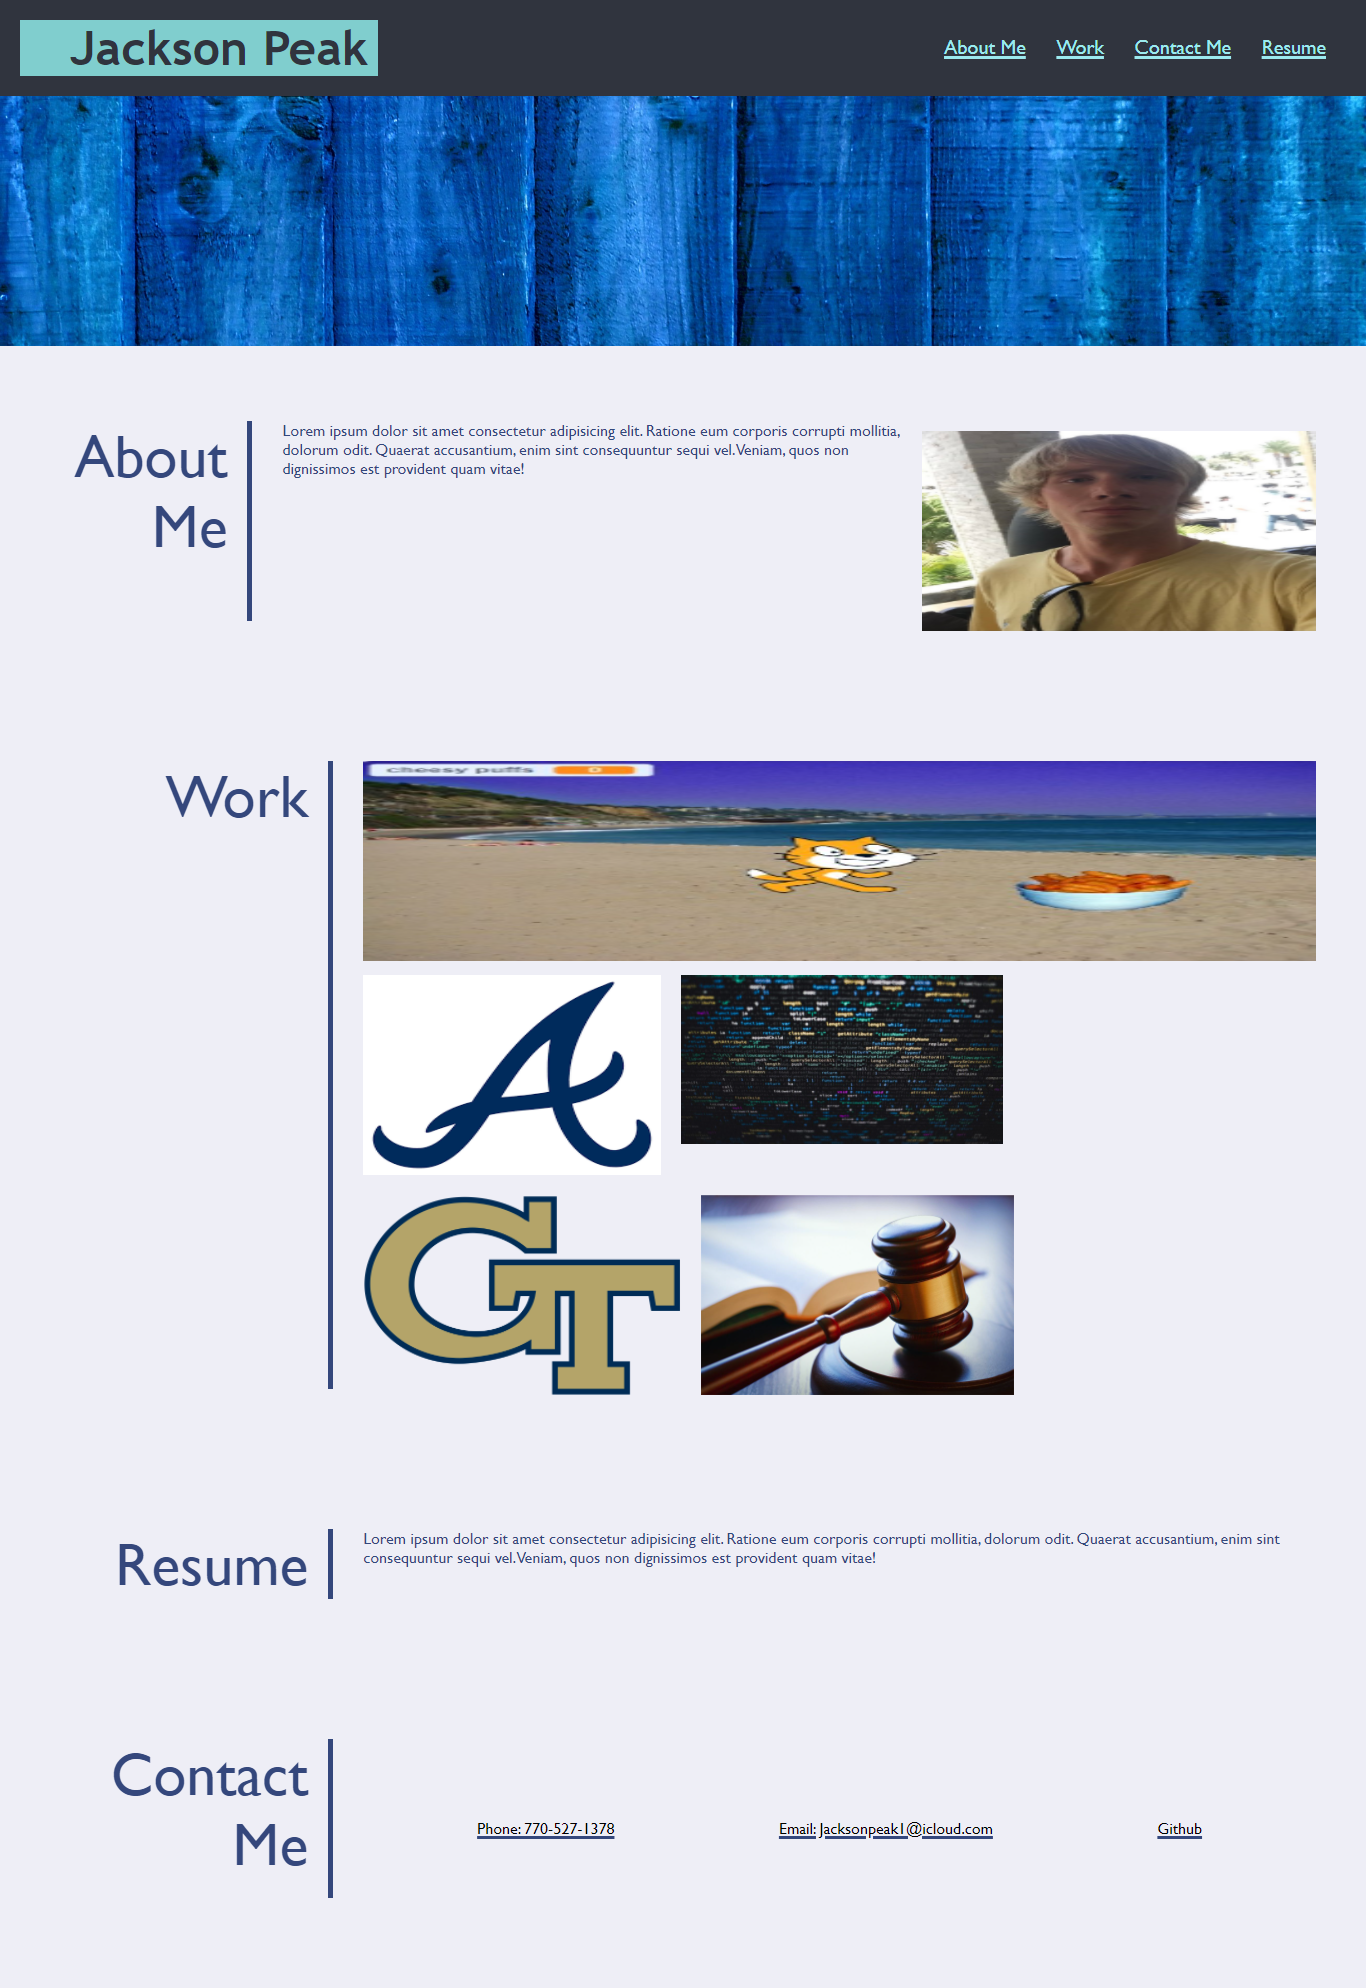 Jackson Peak
About Me Work Contact Me Resume
About
Me
Lorem ipsum dolor sit amet consectetur adipisicing elit. Ratione eum corporis corrupti mollitia,
dolorum odit. Quaerat accusantium, enim sint consequuntur sequi vel. Veniam, quos non
dignissimos est provident quam vitae!
Work
cheesy puffs 0
A
GT
Resume
Lorem ipsum dolor sit amet consectetur adipisicing elit. Ratione eum corporis corrupti mollitia, dolorum odit. Quaerat accusantium, enim sint
consequuntur sequi vel. Veniam, quos non dignissimos est provident quam vitae!
Contact
Me
Phone: 770-527-1378 Email: Jacksonpeak1@icloud.com Github